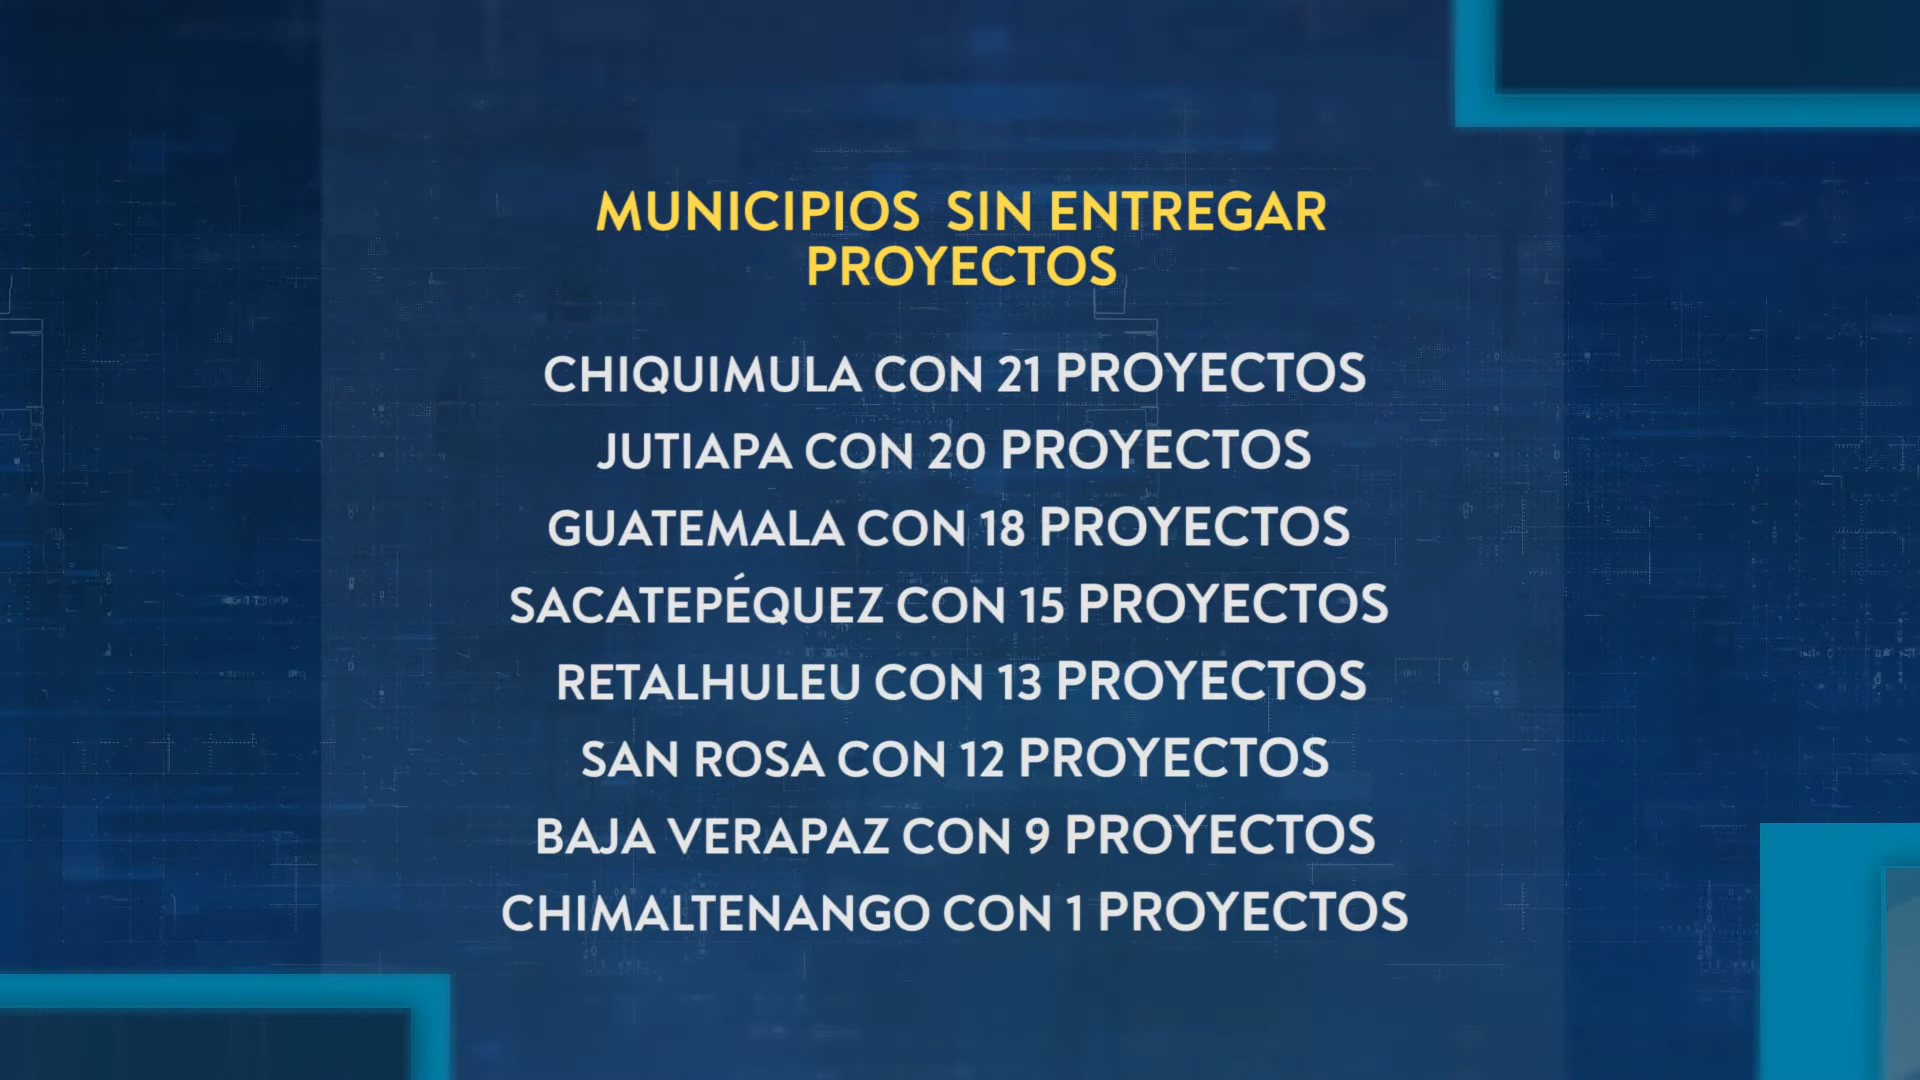 MUNICIPIOS SIN ENTREGAR
PROYECTOS
CHIQUIMULA CON 21 PROYECTOS
JUTIAPA CON 20 PROYECTOS
GUATEMALA CON 18 PROYECTOS
SACATEPÉQUEZ CON 15 PROYECTOS
RETALHULEU CON 13 PROYECTOS
SAN ROSA CON 12 PROYECTOS
BAJA VERAPAZ CON 9 PROYECTOS
CHIMALTENANGO CON 1 PROYECTOS